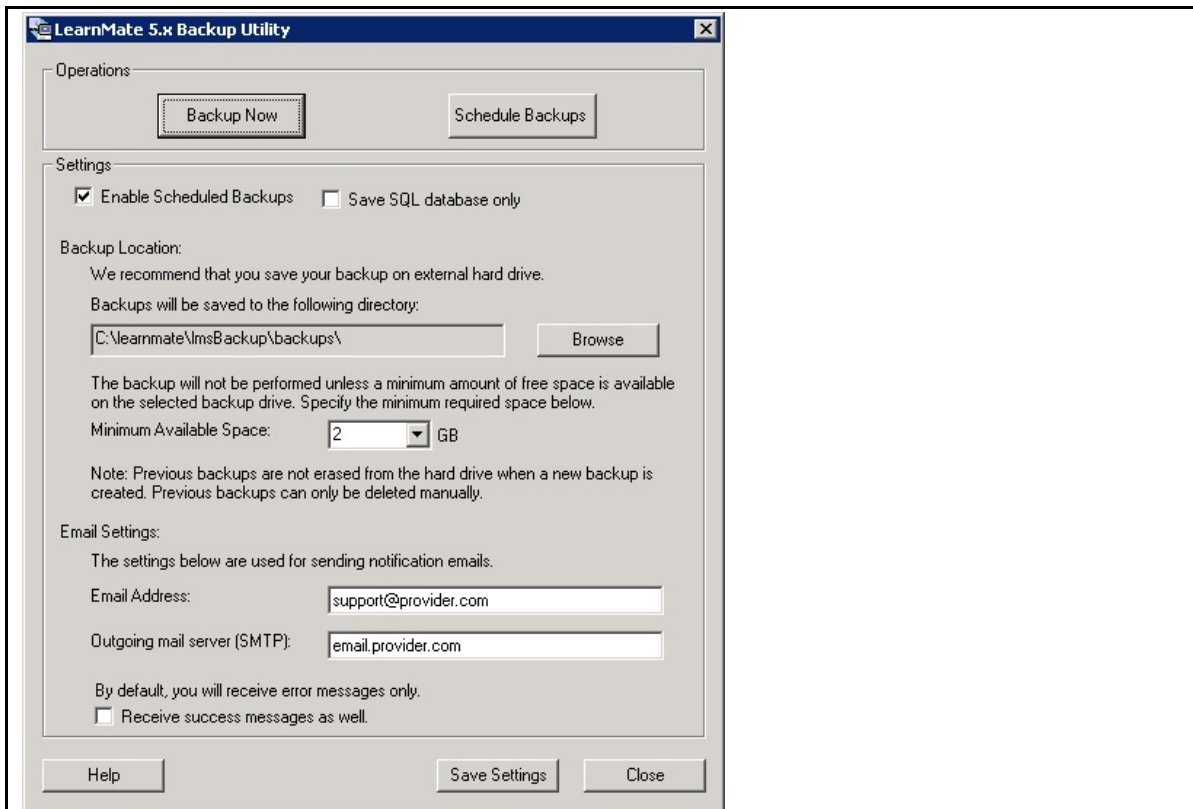 LearnMate 5.x Backup Utility
Operations
Backup Now
Schedule Backups
Settings
Enable Scheduled Backups
Save SQL database only
Backup Location:
We recommend that you save your backup on external hard drive.
Backups will be saved to the following directory:
C:\learnmate\lmsBackup\backups\
Browse
The backup will not be performed unless a minimum amount of free space is available
on the selected backup drive. Specify the minimum required space below.
Minimum Available Space:
2
GB
Note: Previous backups are not erased from the hard drive when a new backup is
created. Previous backups can only be deleted manually.
Email Settings:
The settings below are used for sending notification emails.
Email Address:
support@provider.com
Outgoing mail server (SMTP):
email.provider.com
By default, you will receive error messages only.
Receive success messages as well.
Help
Save Settings
Close